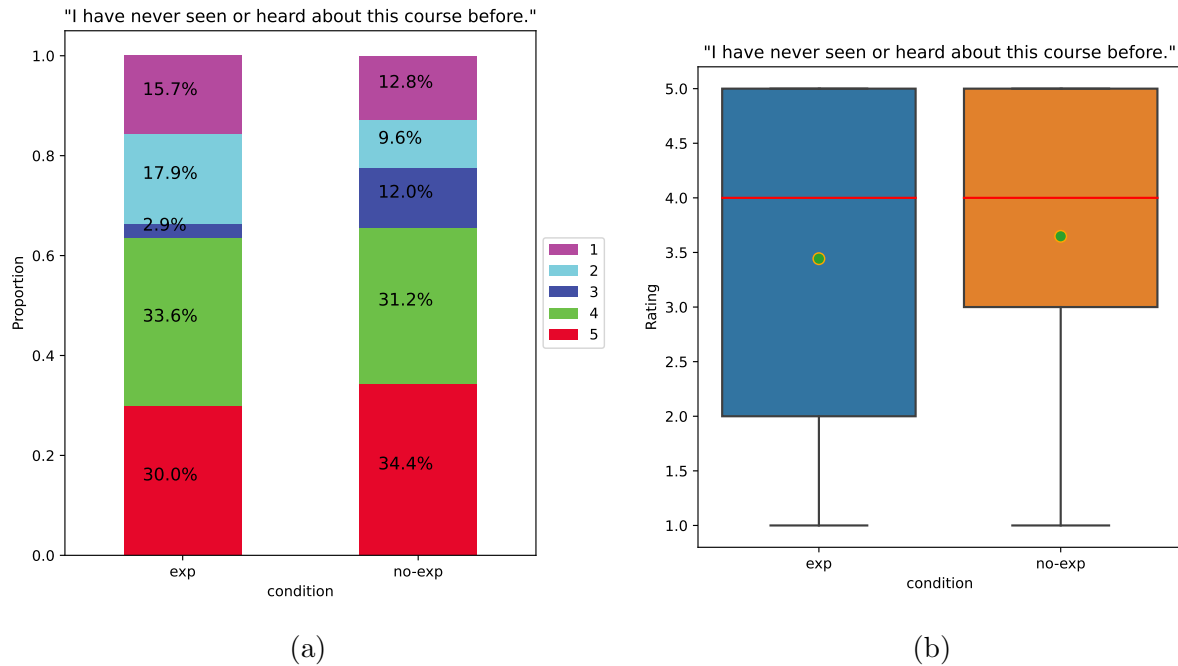 "I have never seen or heard about this course before."
1.0
0.8
0.6
0.4
0.2
0.0
Proportion
15.7%
17.9%
2.9%
33.6%
30.0%
12.8%
9.6%
12.0%
31.2%
34.4%
exp
no-exp
condition
1
2
3
4
5
(a)
"I have never seen or heard about this course before."
5.0
4.5
4.0
3.5
3.0
2.5
2.0
1.5
1.0
Rating
exp
no-exp
condition
(b)